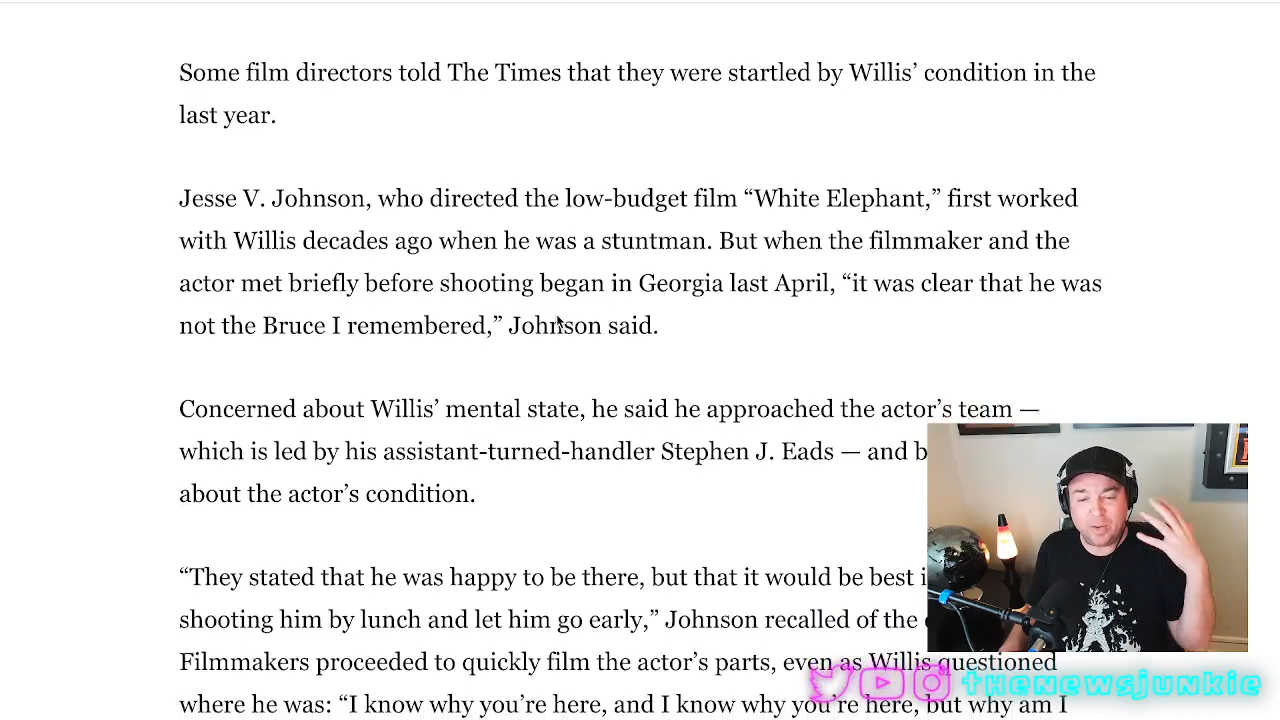 Some film directors told The Times that they were startled by Willis’ condition in the
last year.
Jesse V. Johnson, who directed the low-budget film “White Elephant,” first worked
with Willis decades ago when he was a stuntman. But when the filmmaker and the
actor met briefly before shooting began in Georgia last April, “it was clear that he was
not the Bruce I remembered,” Johnson said.
Concerned about Willis’ mental state, he said he approached the actor’s team —
which is led by his assistant-turned-handler Stephen J. Eads — and
about the actor’s condition.
“They stated that he was happy to be there, but that it would be best
shooting him by lunch and let him go early,” Johnson recalled of the
Filmmakers proceeded to quickly film the actor’s parts, even as Willis questioned
where he was: “I know why you’re here, and I know why you’re here, but why am I
thenewsjunkie